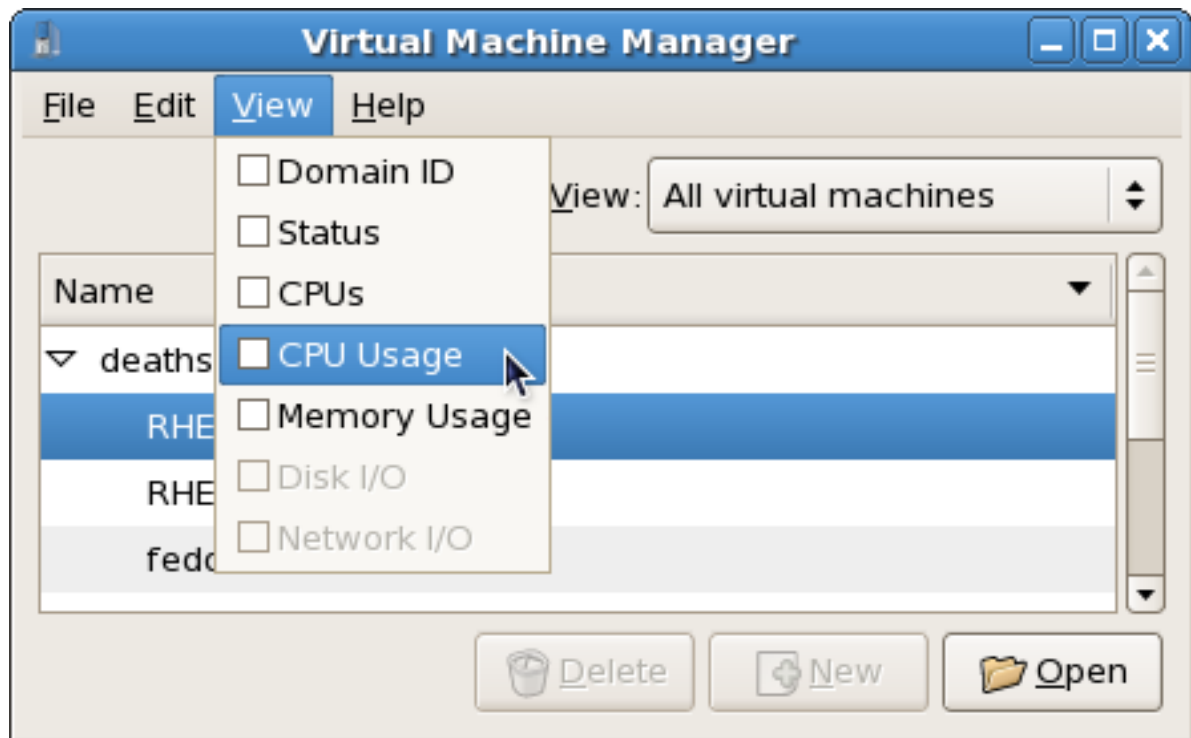 Virtual Machine Manager
File Edit View Help
Domain ID
View: All virtual machines
Status
Name
CPUs
deaths
CPU Usage
RHE
Memory Usage
RHE
Disk I/O
Network I/O
Delete New Open